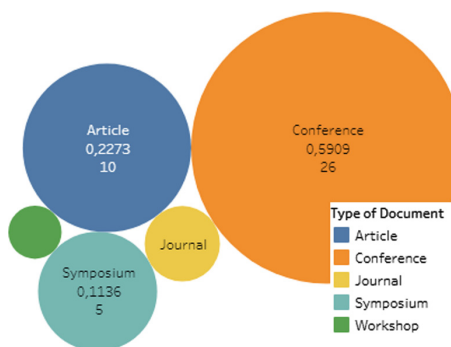 Article
0,2273
10
Conference
0,5909
26
Journal
Symposium
0,1136
5
Type of Document
Article
Conference
Journal
Symposium
Workshop